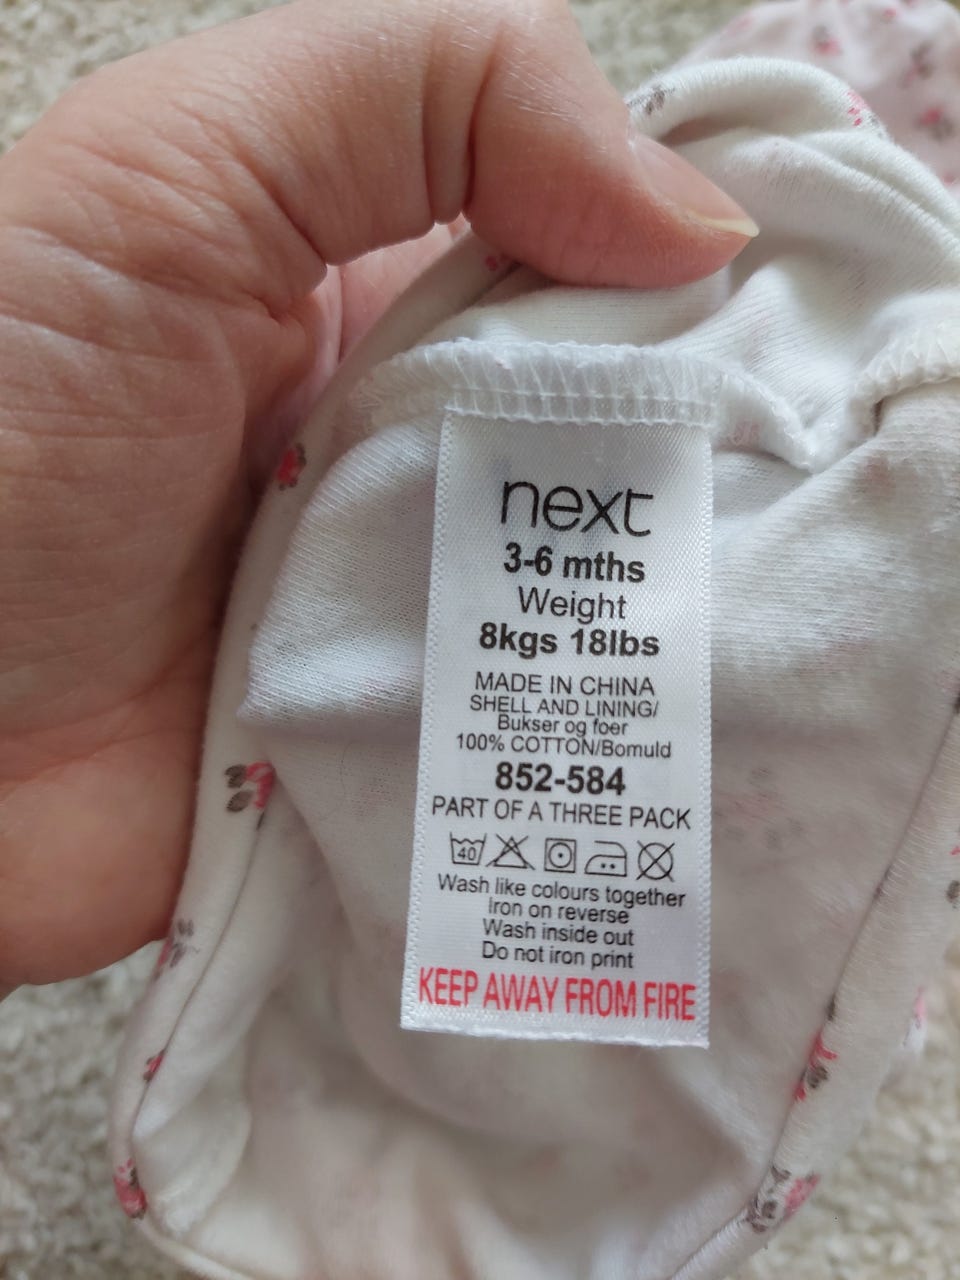 next
3-6 mths
Weight
8kgs 18lbs
MADE IN CHINA
SHELL AND LINING/
Bukser og foer
100% COTTON/Bomuld
852-584
PART OF A THREE PACK
40
Wash like colours together
Iron on reverse
Wash inside out
Do not iron print
KEEP AWAY FROM FIRE